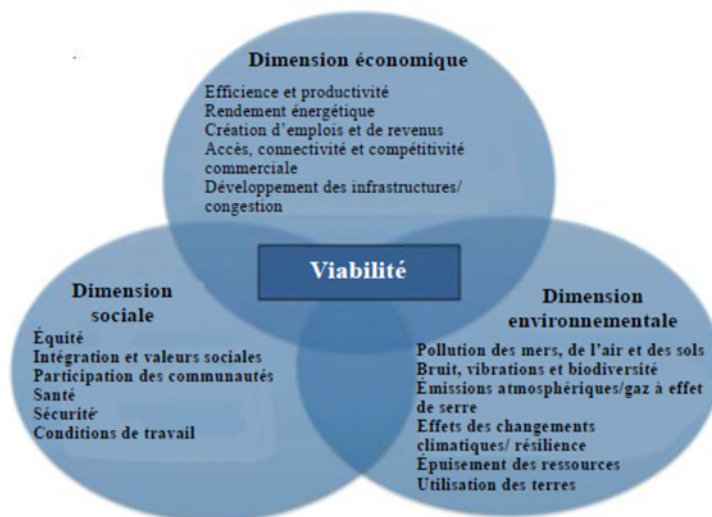 Dimension économique
Efficience et productivité
Rendement énergétique
Création d'emplois et de revenus
Accès, connectivité et compétitivité
commerciale
Développement des infrastructures/
congestion
Viabilité
Dimension
sociale
Équité
Intégration et valeurs sociales
Participation des communautés
Santé
Sécurité
Conditions de travail
Dimension
environnementale
Pollution des mers, de l'air et des sols
Bruit, vibrations et biodiversité
Émissions atmosphériques/gaz à effet
de serre
Effets des changements
climatiques/ résilience
Épuisement des ressources
Utilisation des terres